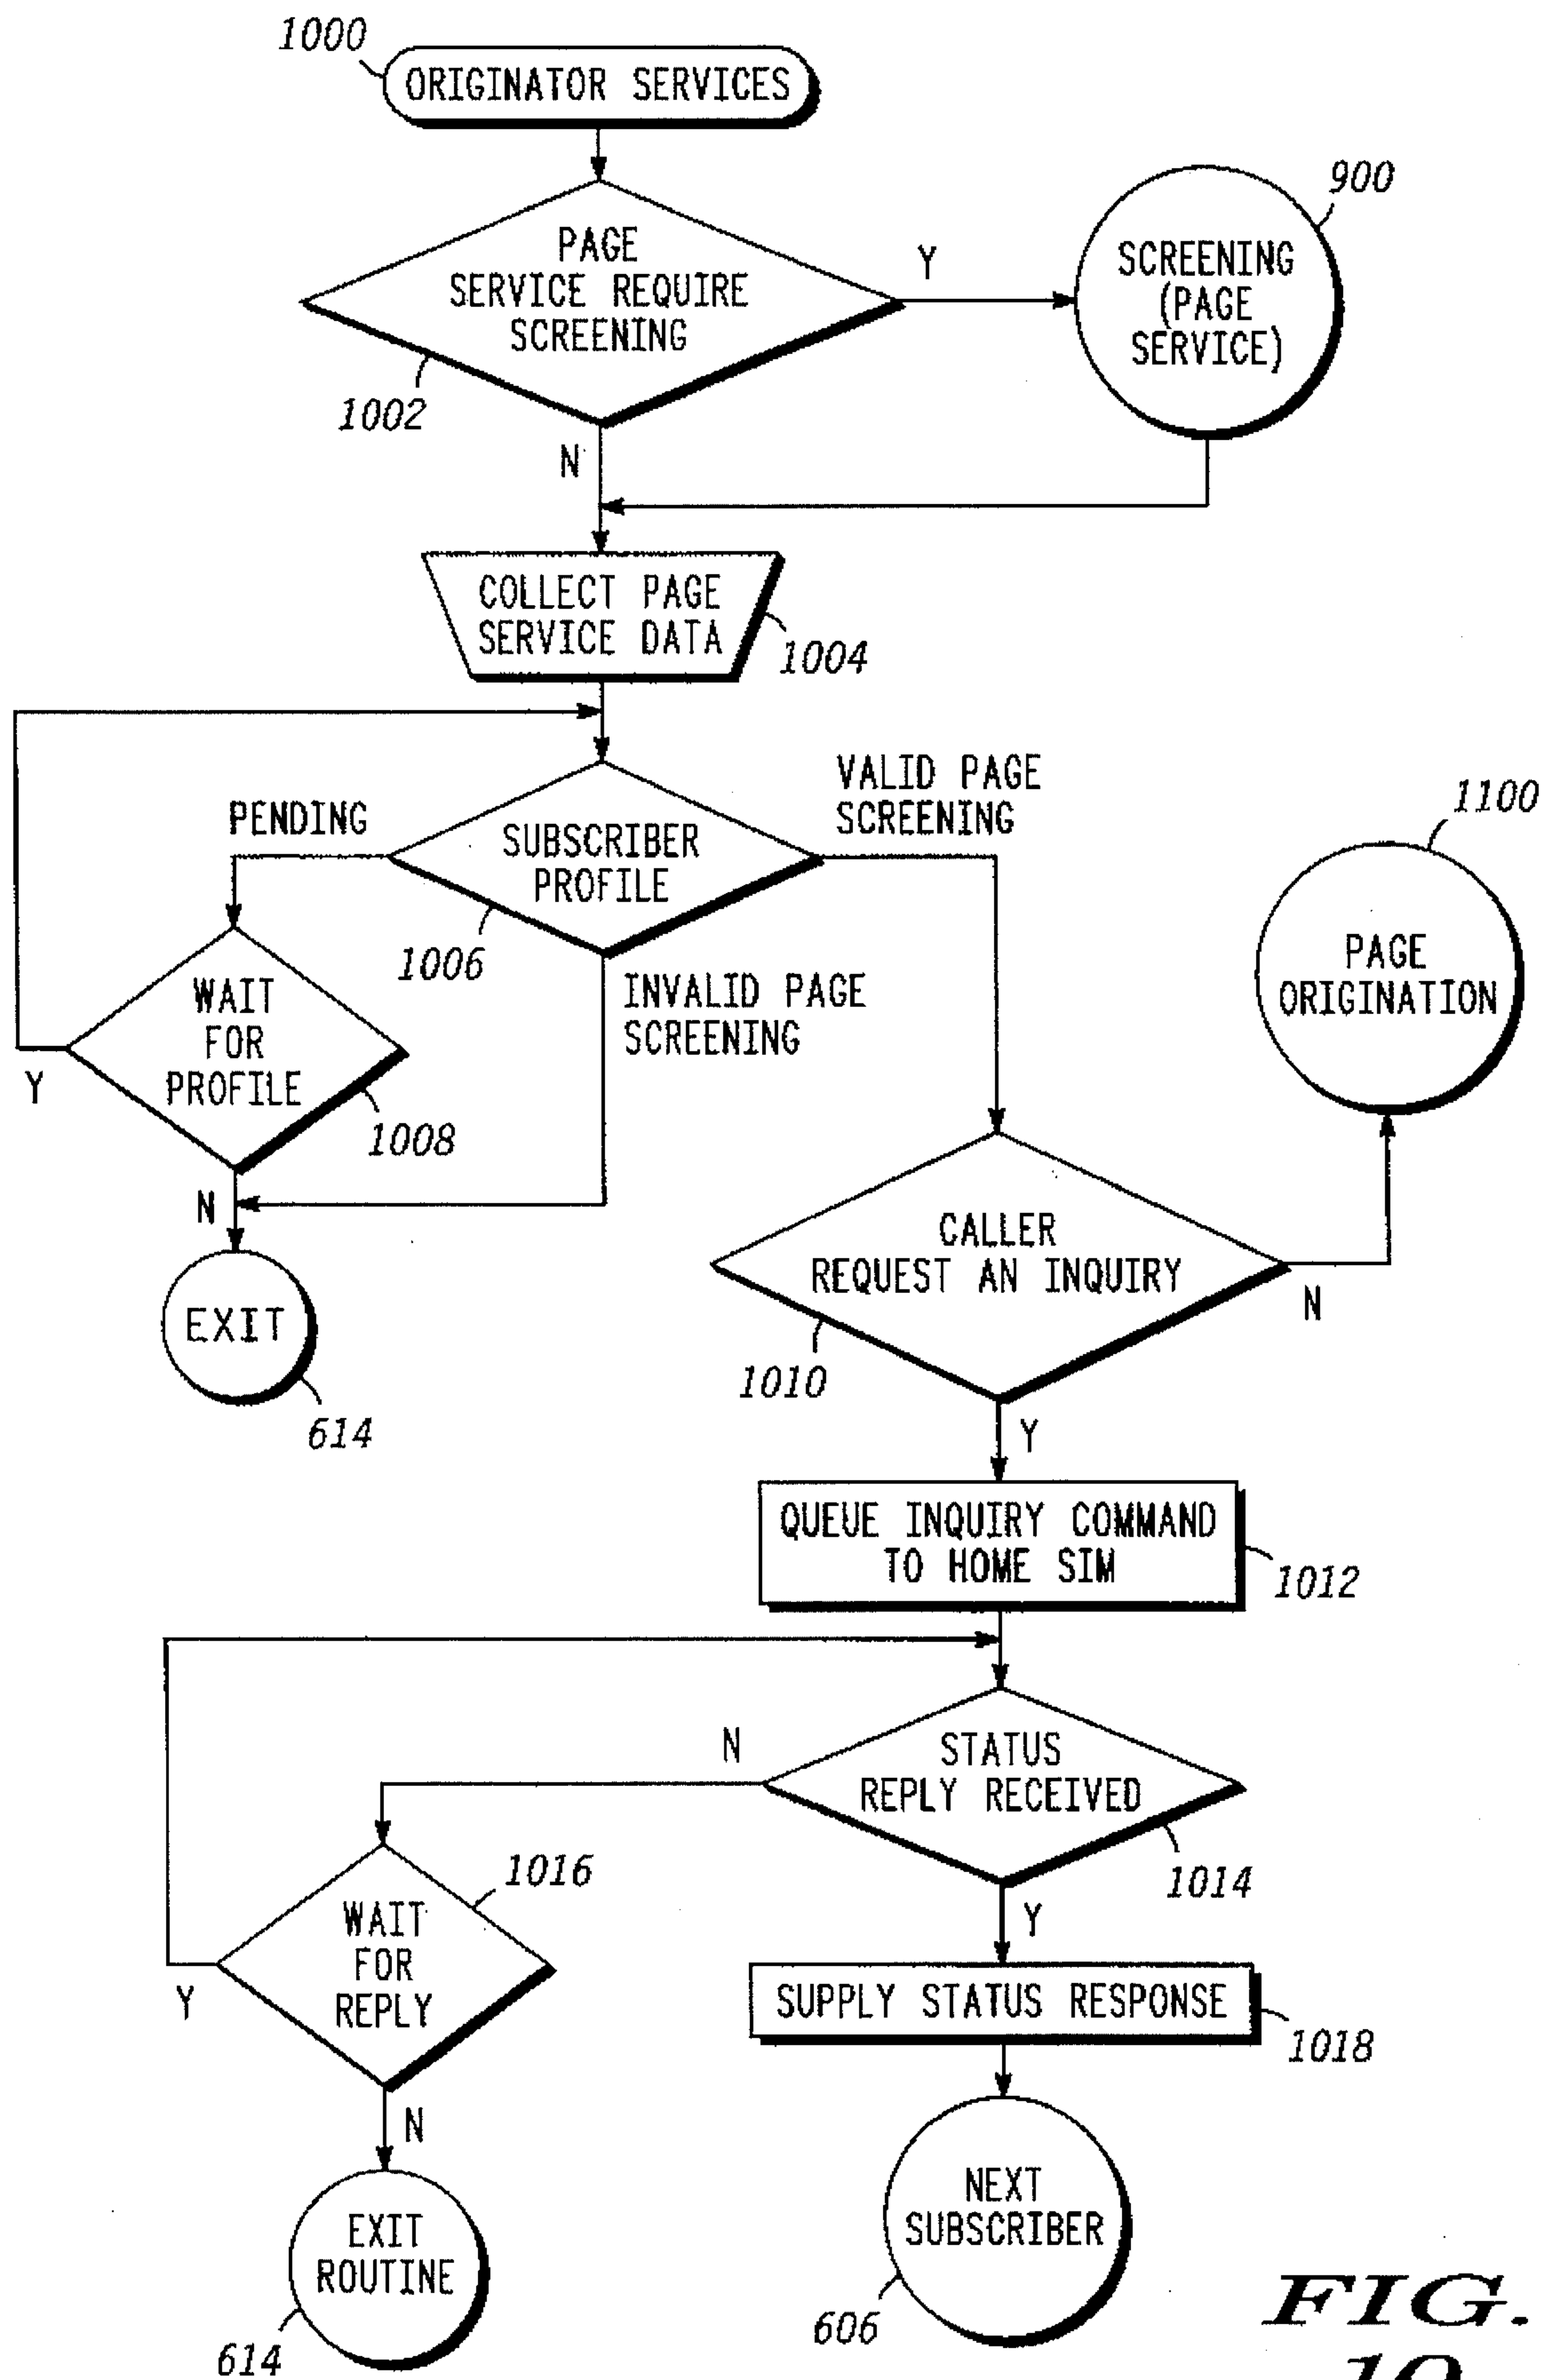 1000
ORIGINATOR SERVICES
900
PAGE
SERVICE REQUIRE
SCREENING
Y
SCREENING
(PAGE
SERVICE)
1002
N
COLLECT PAGE
SERVICE DATA
1004
PENDING
SUBSCRIBER
PROFILE
VALID PAGE
SCREENING
1100
1006
INVALID PAGE
SCREENING
PAGE
ORIGINATION
WAIT
FOR
PROFILE
Y
1008
N
CALLER
REQUEST AN INQUIRY
N
EXIT
1010
614
Y
QUEUE INQUIRY COMMAND
TO HOME SIM
1012
N
STATUS
REPLY RECEIVED
1014
1016
WAIT
FOR
REPLY
Y
Y
SUPPLY STATUS RESPONSE
1018
N
EXIT
ROUTINE
614
NEXT
SUBSCRIBER
606
FIG.
10